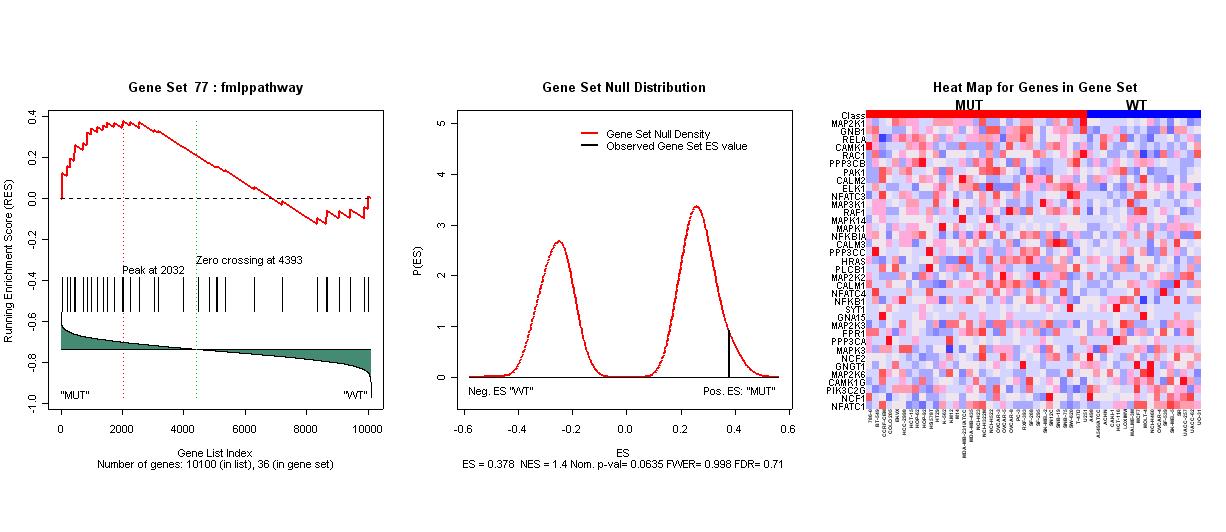 Gene Set 77 : fmlppathway
Running Enrichment Score (RES)
0.4
0.2
0.0
-0.2
-0.4
-0.6
-0.8
-1.0
Zero crossing at 4393
Peak at 2032
"MUT"
"WT"
0 2000 4000 6000 8000 10000
Gene List Index
Number of genes: 10100 (in list), 36 (in gene set)
Gene Set Null Distribution
P(ES)
5
4
3
2
1
0
Gene Set Null Density
Observed Gene Set ES value
Neg. ES "WT"
Pos. ES: "MUT"
-0.6 -0.4 -0.2 0.0 0.2 0.4 0.6
ES
ES = 0.378 NES = 1.4 Nom. p-val= 0.0635 FWER= 0.998 FDR= 0.71
Heat Map for Genes in Gene Set
MUT WT
Class
MAP2K1
GNB1
RELA
CAMK1
RAC1
PPP3CB
PAK1
CALM2
ELK1
NFATC3
MAP3K1
RAF1
MAPK14
MAPK1
NFKBIA
CALM3
PPP3CC
HRAS
PLCB1
MAP2K2
CALM1
NFATC4
NFKB1
SYT1
GNA15
MAP2K3
FPR1
PPP3CA
MAPK3
NCF2
GNGT1
MAP2K6
CAMK1G
PIK3C2G
NCF1
NFATC1